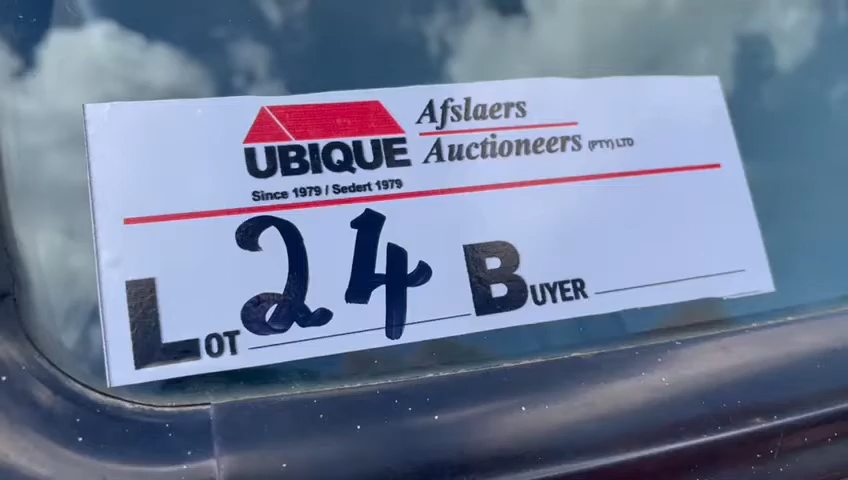 UBIQUE
Afslaers
Auctioneers (PTY) LTD
Since 1979 / Sedert 1979
LOT 24 BUYER